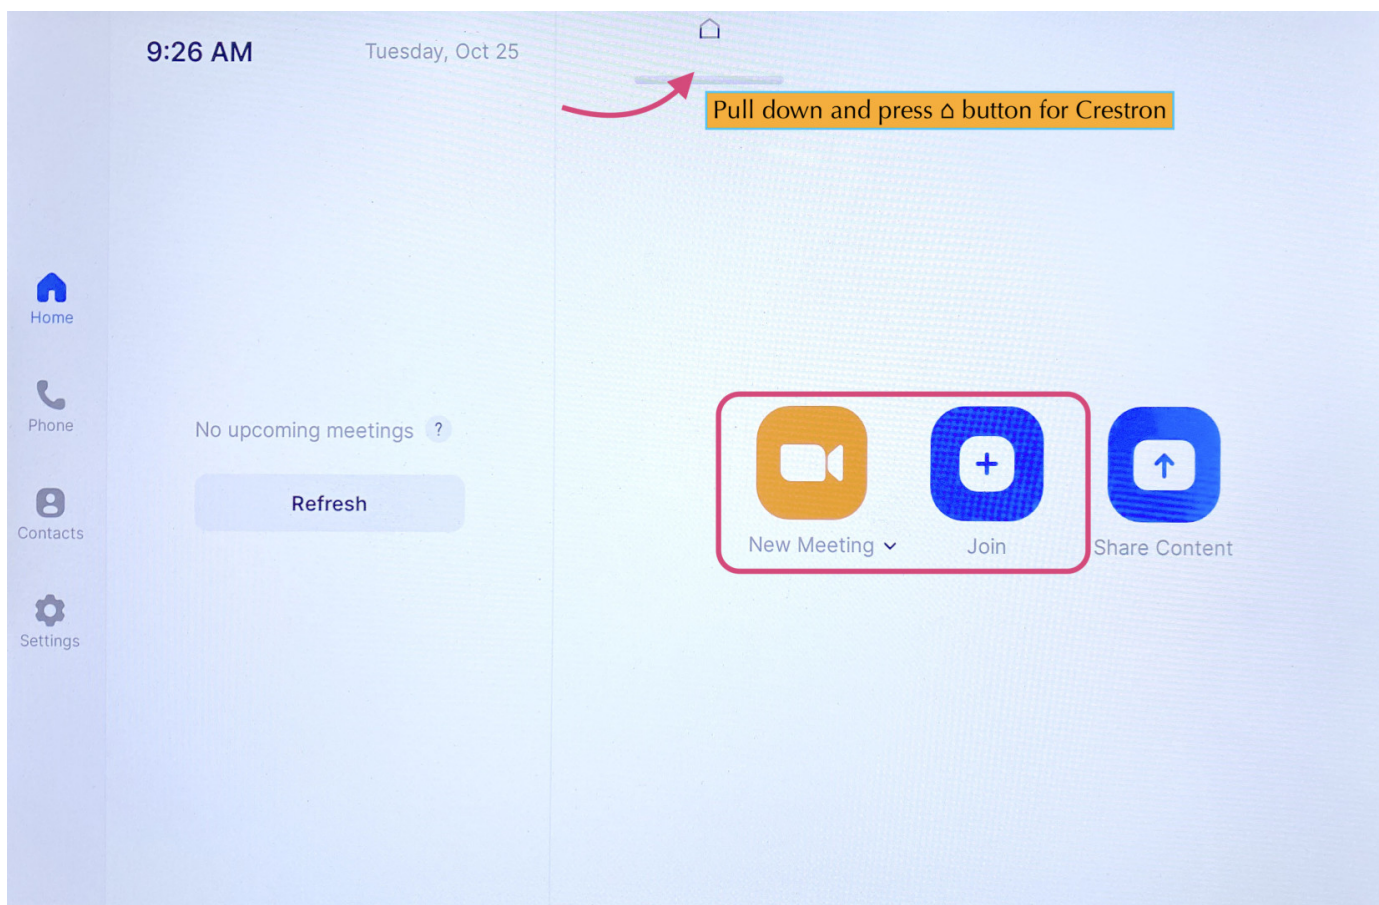 9:26 AM
Tuesday, Oct 25
Pull down and press ⌂ button for Crestron
Home
Phone
Contacts
Settings
No upcoming meetings ?
Refresh
New Meeting
Join
Share Content